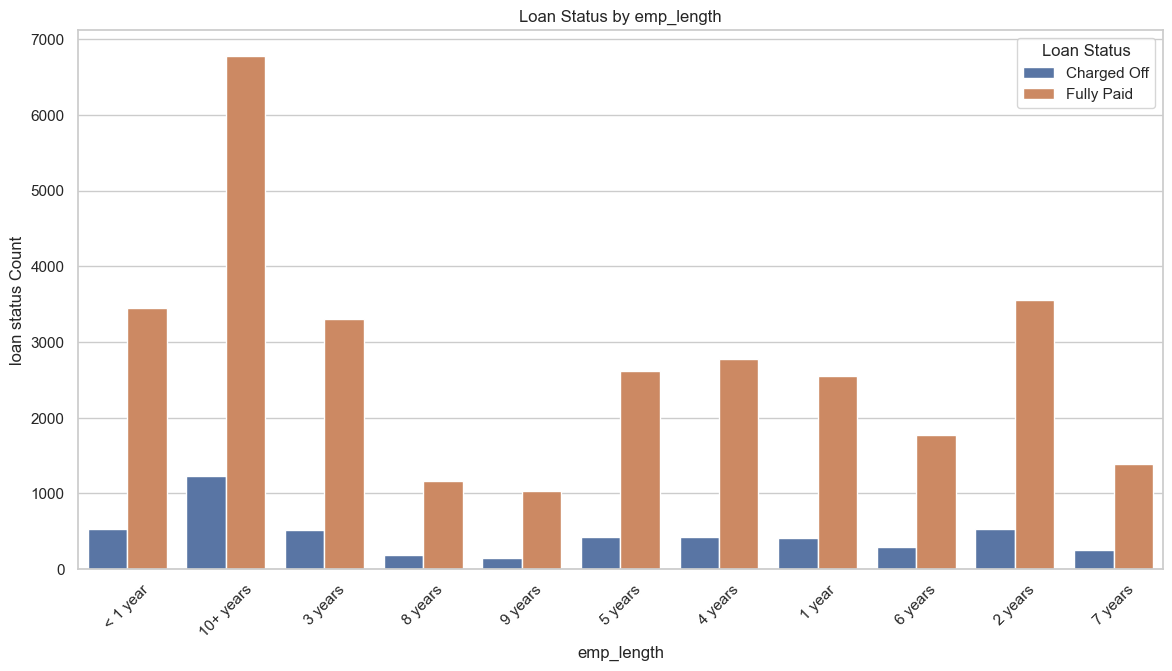 Loan Status by emp_length
Loan Status
Charged Off
Fully Paid
loan status Count
7000
6000
5000
4000
3000
2000
1000
0
< 1 year
10+ years
3 years
8 years
9 years
5 years
4 years
1 year
6 years
2 years
7 years
emp_length